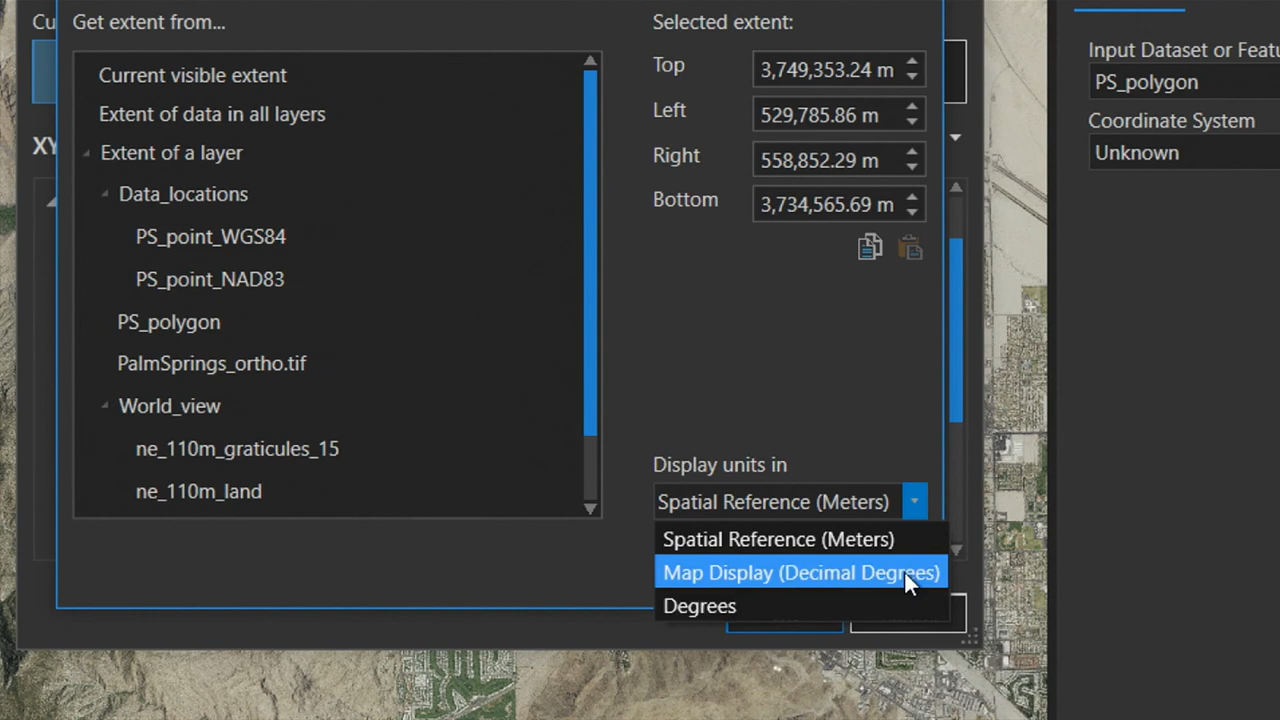 Cu
Get extent from...
Selected extent:
Current visible extent
Extent of data in all layers
Extent of a layer
Data_locations
PS_point_WGS84
PS_point_NAD83
PS_polygon
PalmSprings_ortho.tif
World_view
ne_110m_graticules_15
ne_110m_land
XY
Top 3,749,353.24 m
Left 529,785.86 m
Right 558,852.29 m
Bottom 3,734,565.69 m
Display units in
Spatial Reference (Meters)
Spatial Reference (Meters)
Map Display (Decimal Degrees)
Degrees
Input Dataset or Featu
PS_polygon
Coordinate System
Unknown